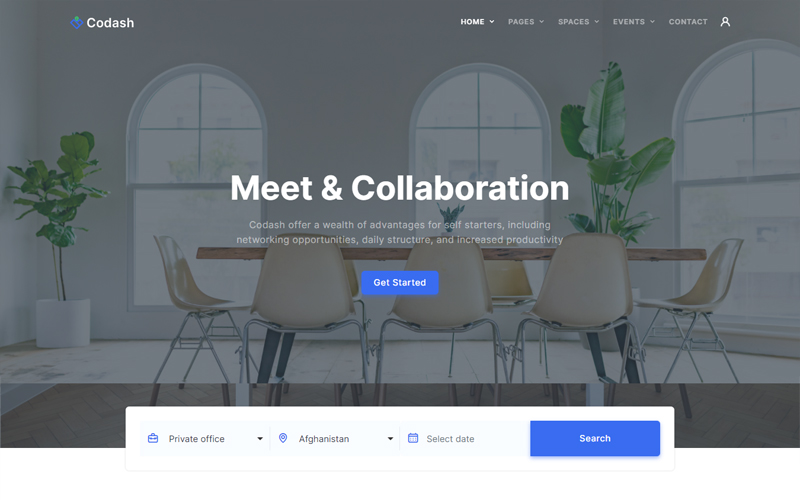 Codash
HOME
PAGES
SPACES
EVENTS
CONTACT
Meet & Collaboration
Codash offer a wealth of advantages for self starters, including
networking opportunities, daily structure, and increased productivity
Get Started
Private office
Afghanistan
Select date
Search